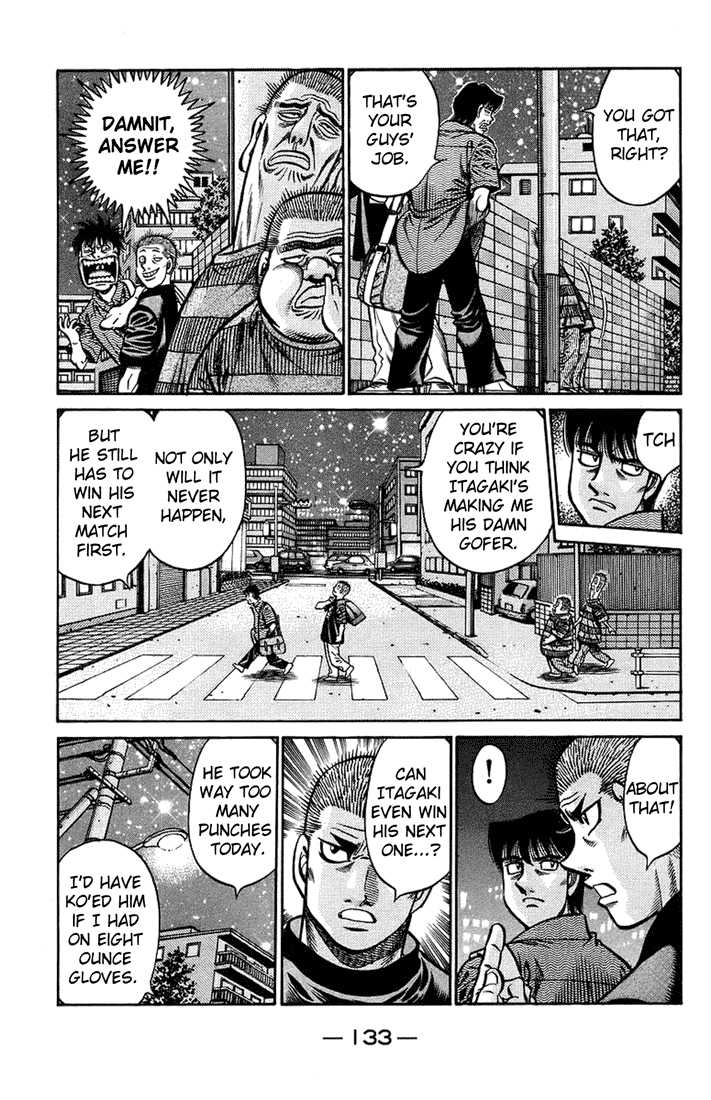 YOU GOT
THAT,
RIGHT?
THAT'S
YOUR
GUYS'
JOB.
DAMNIT,
ANSWER
ME!!
TCH
YOU'RE
CRAZY IF
YOU THINK
ITAGAKI'S
MAKING ME
HIS DAMN
GOFER.
NOT ONLY
WILL IT
NEVER
HAPPEN,
BUT
HE STILL
HAS TO
WIN HIS
NEXT
MATCH
FIRST.
ABOUT
THAT!
!
CAN
ITAGAKI
EVEN WIN
HIS NEXT
ONE...?
HE TOOK
WAY TOO
MANY
PUNCHES
TODAY.
I'D HAVE
KO'ED HIM
IF I HAD
ON EIGHT
OUNCE
GLOVES.
— 133 —